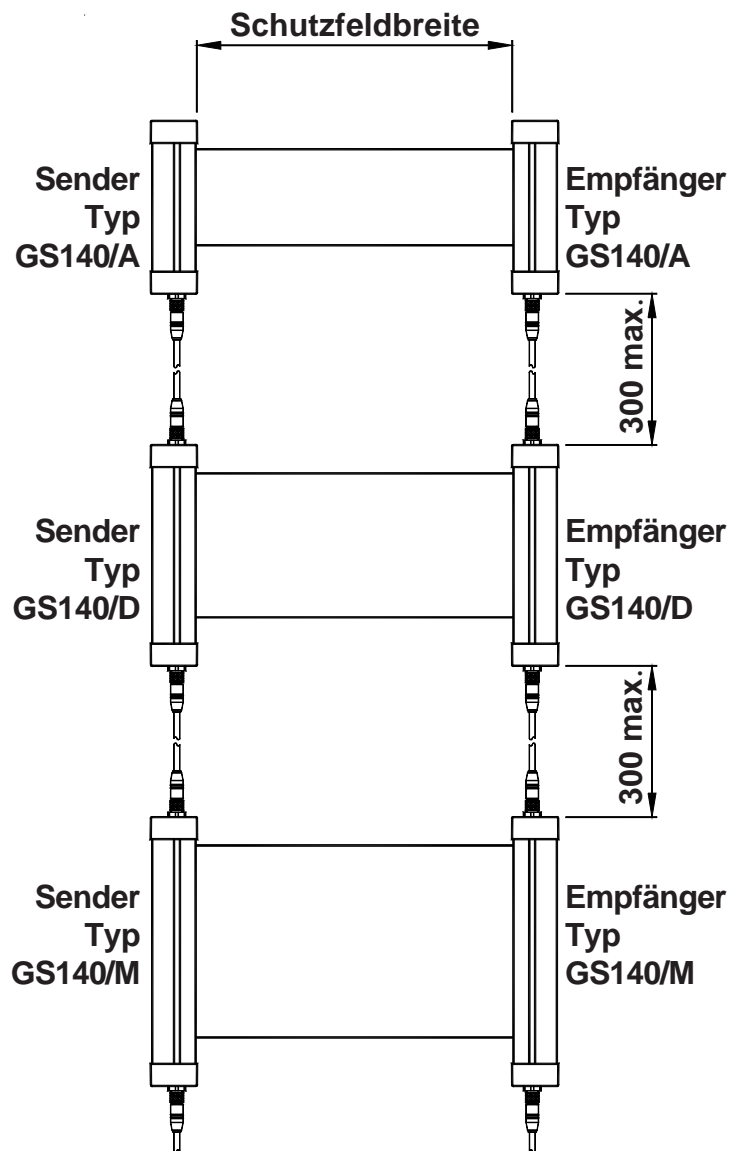 Schutzfeldbreite
Sender
Typ
GS140/A
Empfänger
Typ
GS140/A
300 max.
Sender
Typ
GS140/D
Empfänger
Typ
GS140/D
300 max.
Sender
Typ
GS140/M
Empfänger
Typ
GS140/M